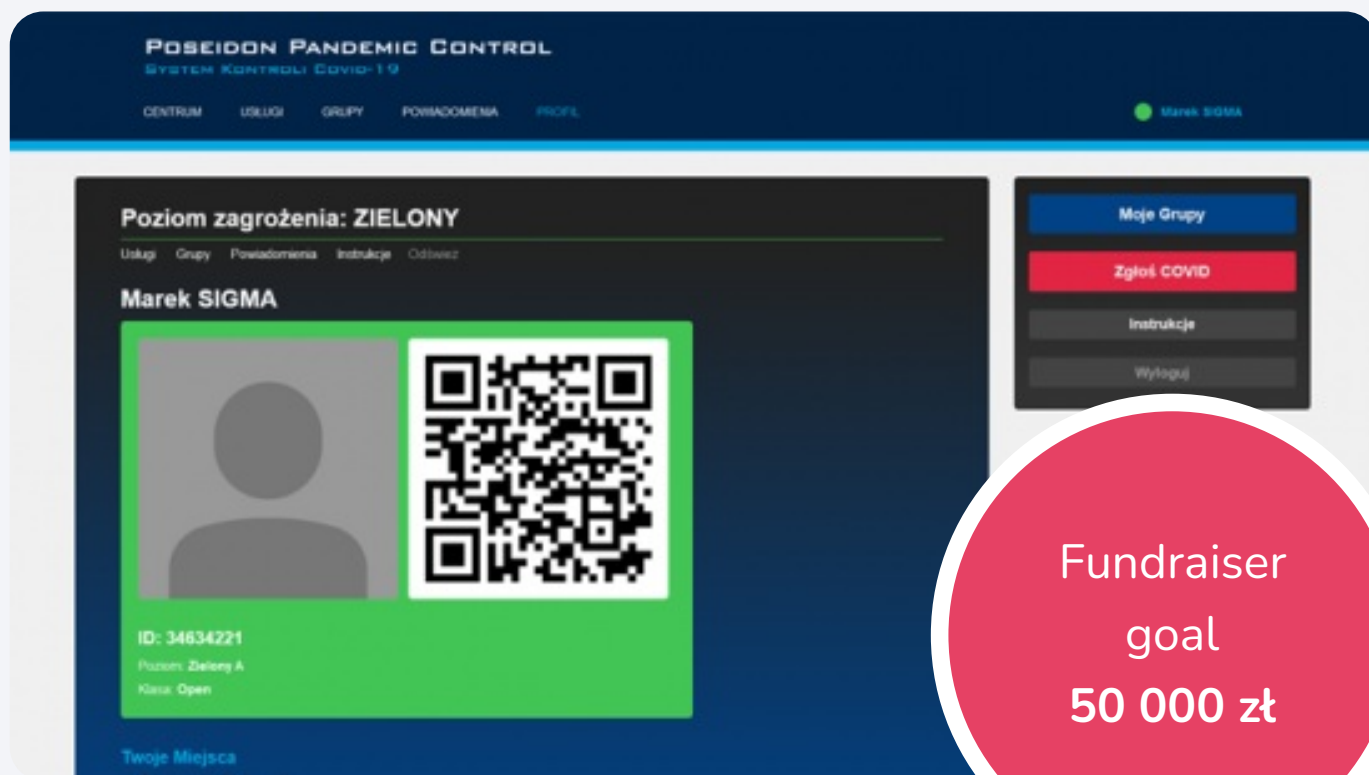 POSEIDON PANDEMIC CONTROL
SYSTEM KONTROLI COVID-19
CENTRUM USŁUGI GRUPY POWIADOMIENIA PROFIL
Marek SIGMA
Poziom zagrożenia: ZIELONY
Usługi Grupy Powiadomienia Instrukcje Odśwież
Marek SIGMA
ID: 34634221
Poziom: Zielony A
Klasa: Open
Twoje Miejsca
Moje Grupy
Zgłoś COVID
Instrukcje
Wyloguj
Fundraiser
goal
50 000 zł